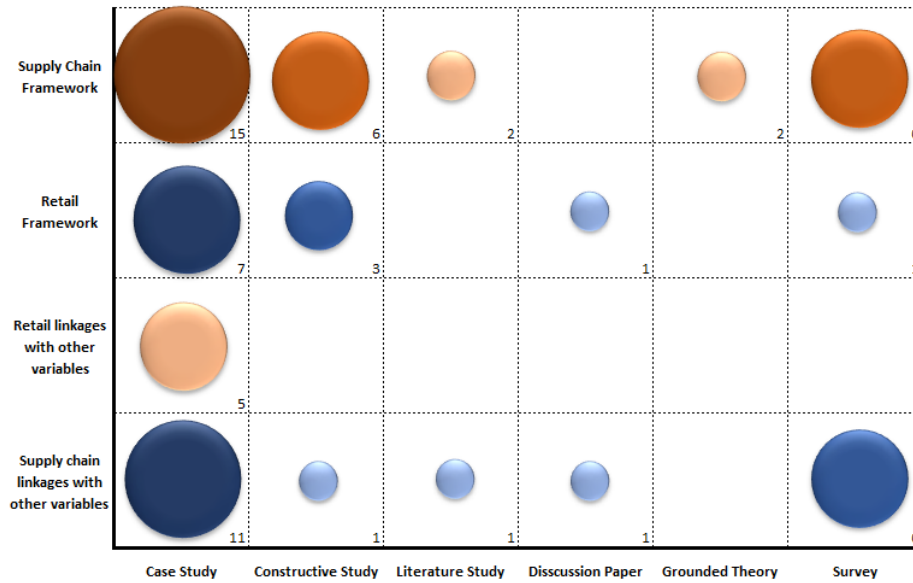 Supply Chain
Framework
15
6
2
2
Retail
Framework
7
3
1
Retail linkages
with other
variables
5
Supply chain
linkages with
other variables
11
1
1
1
Case Study
Constructive Study
Literature Study
Disscussion Paper
Grounded Theory
Survey